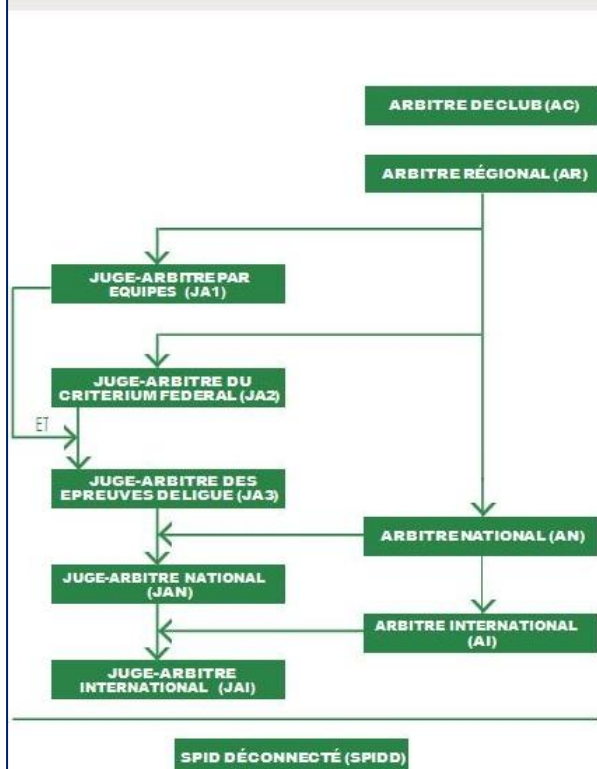 ARBITRE DE CLUB (AC)
ARBITRE RÉGIONAL (AR)
JUGE-ARBITRE PAR
EQUIPES (JA1)
JUGE-ARBITRE DU
CRITERIUM FEDERAL (JA2)
ET
JUGE-ARBITRE DES
EPREUVES DE LIGUE (JA3)
ARBITRE NATIONAL (AN)
JUGE-ARBITRE NATIONAL
(JAN)
ARBITRE INTERNATIONAL
(AI)
JUGE-ARBITRE
INTERNATIONAL (JAI)
SPID DÉCONNECTÉ (SPIDD)